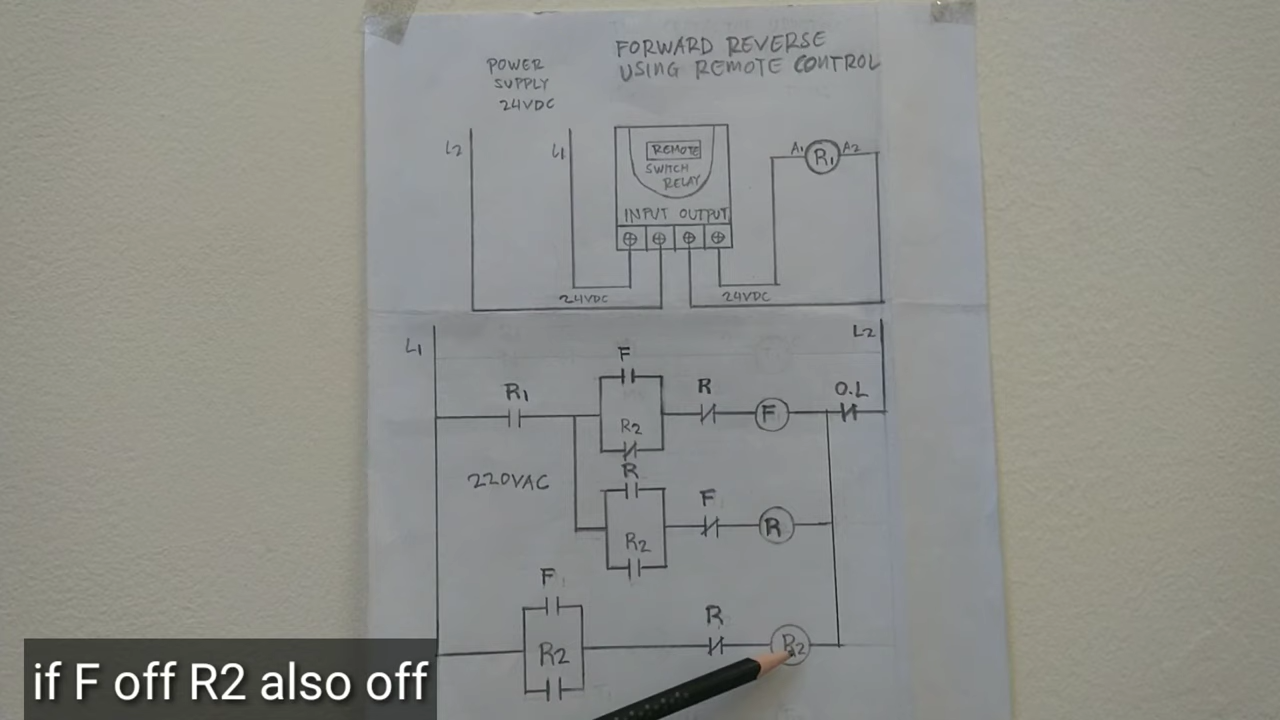 FORWARD REVERSE
USING REMOTE CONTROL
POWER
SUPPLY
24VDC
L2
L1
REMOTE
SWITCH
RELAY
INPUT OUTPUT
A1
R1
A2
24VDC
24VDC
L1
L2
F
R1
R
O.L
F
R2
220VAC
R
F
R
R2
F
R
R2
R2
if F off R2 also off